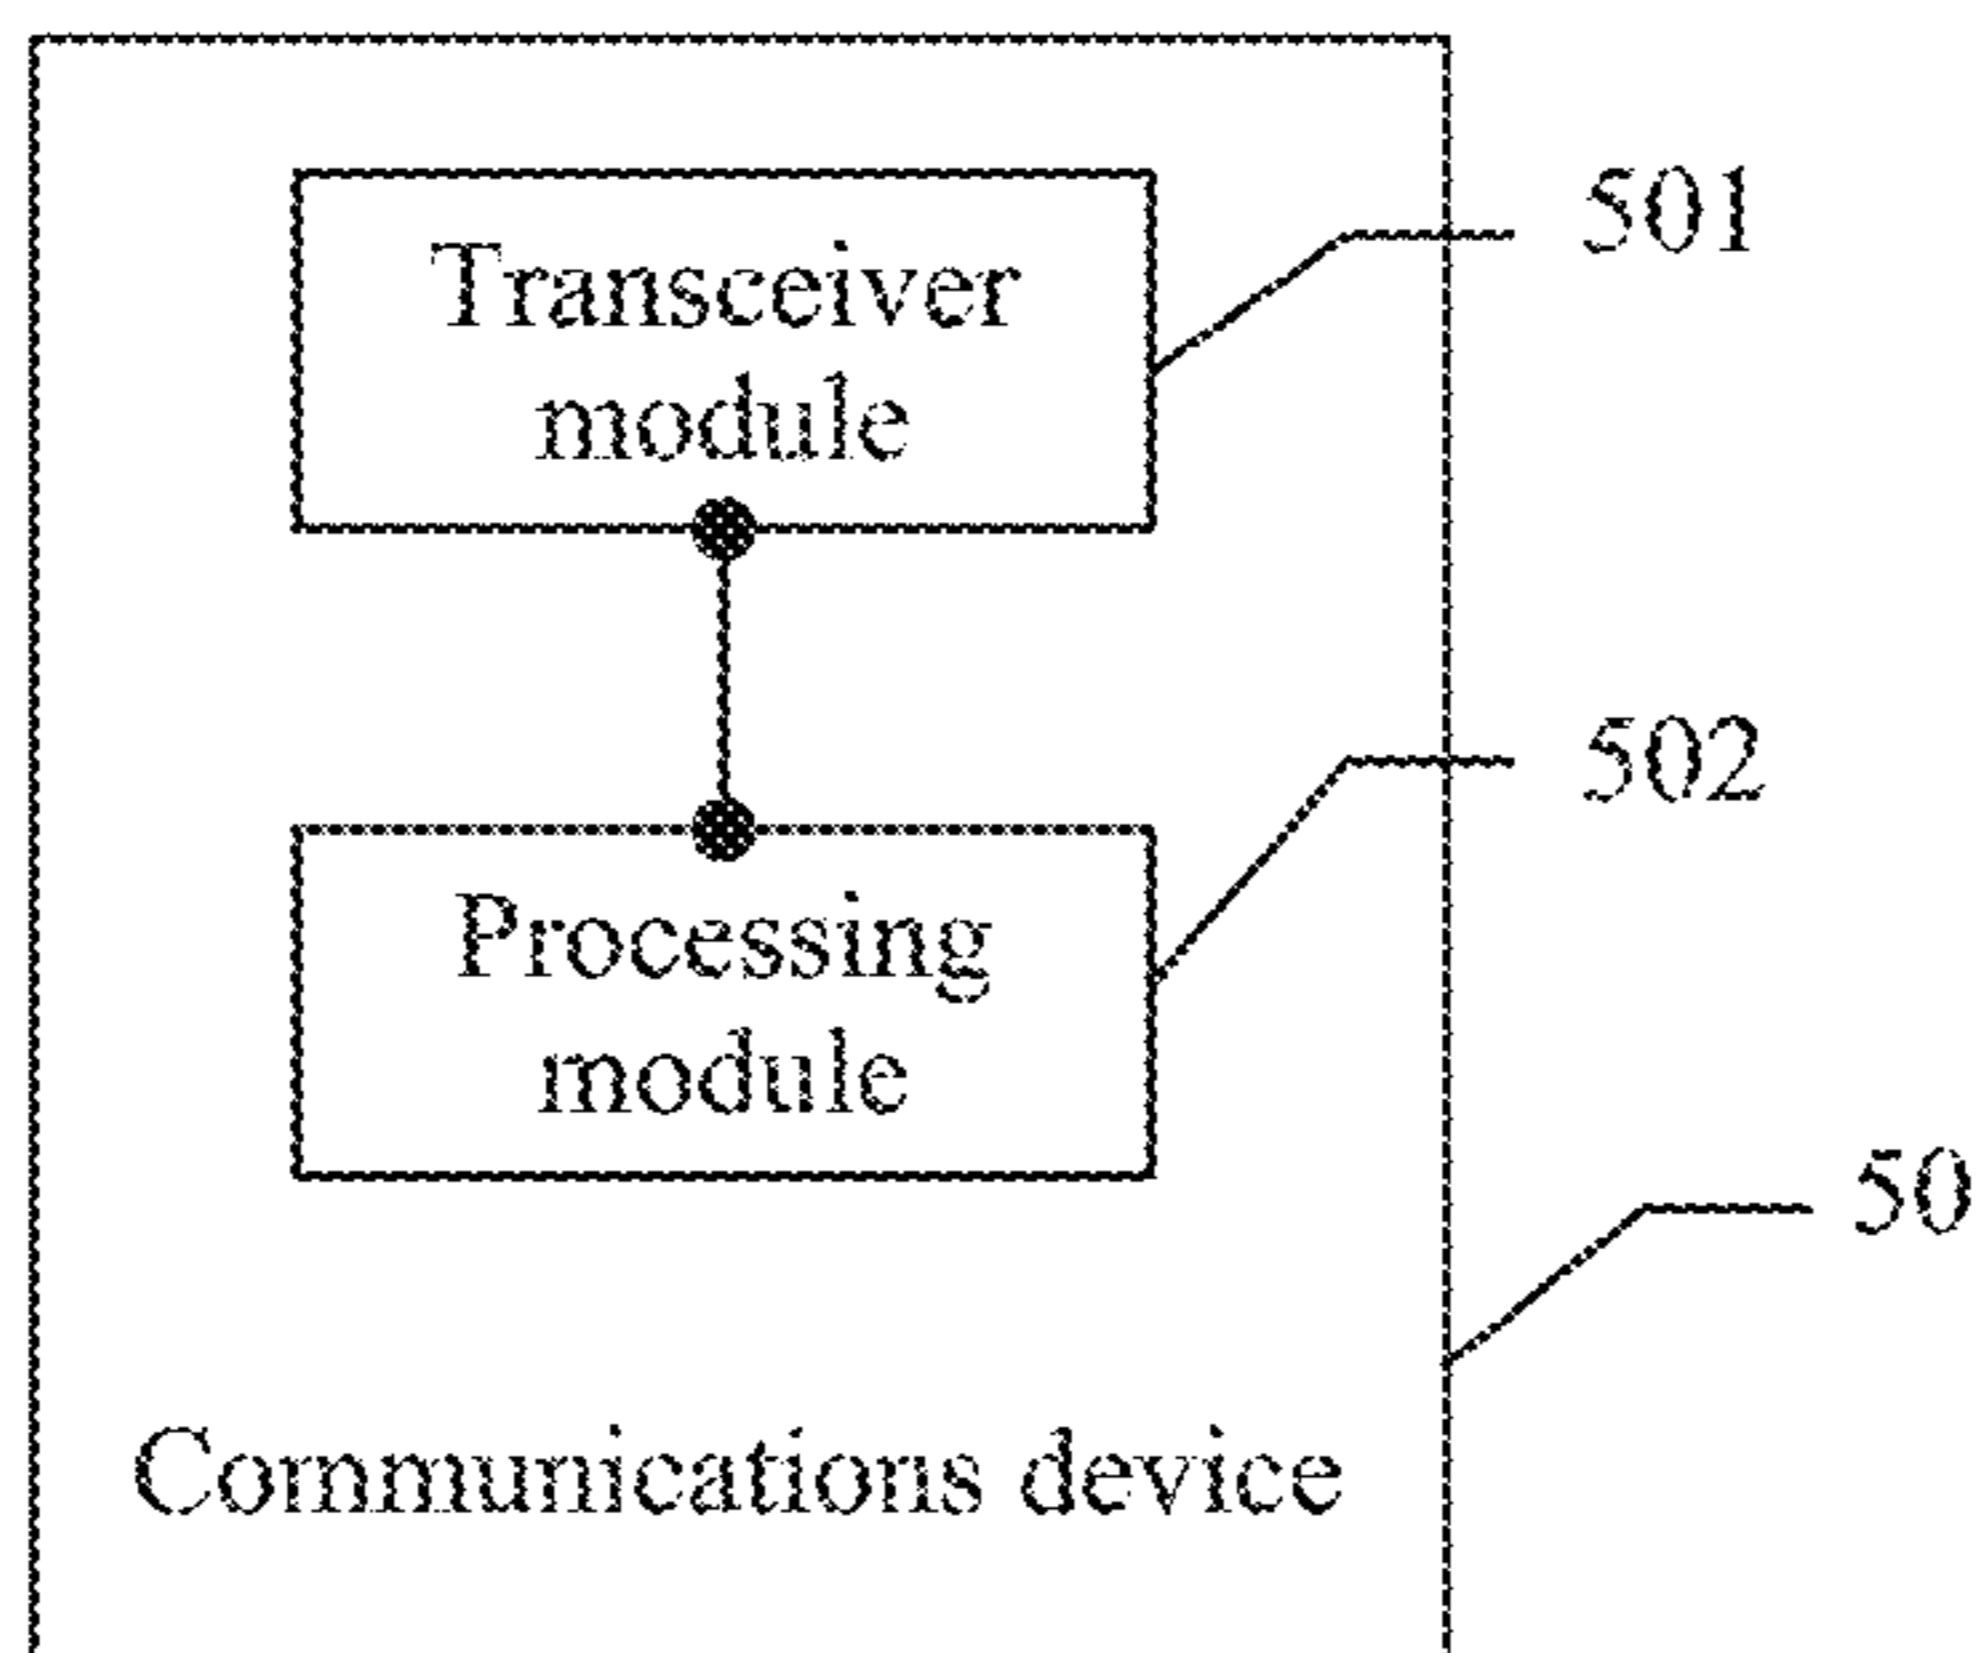 Transceiver
module
501
502
Processing
module
50
Communications device